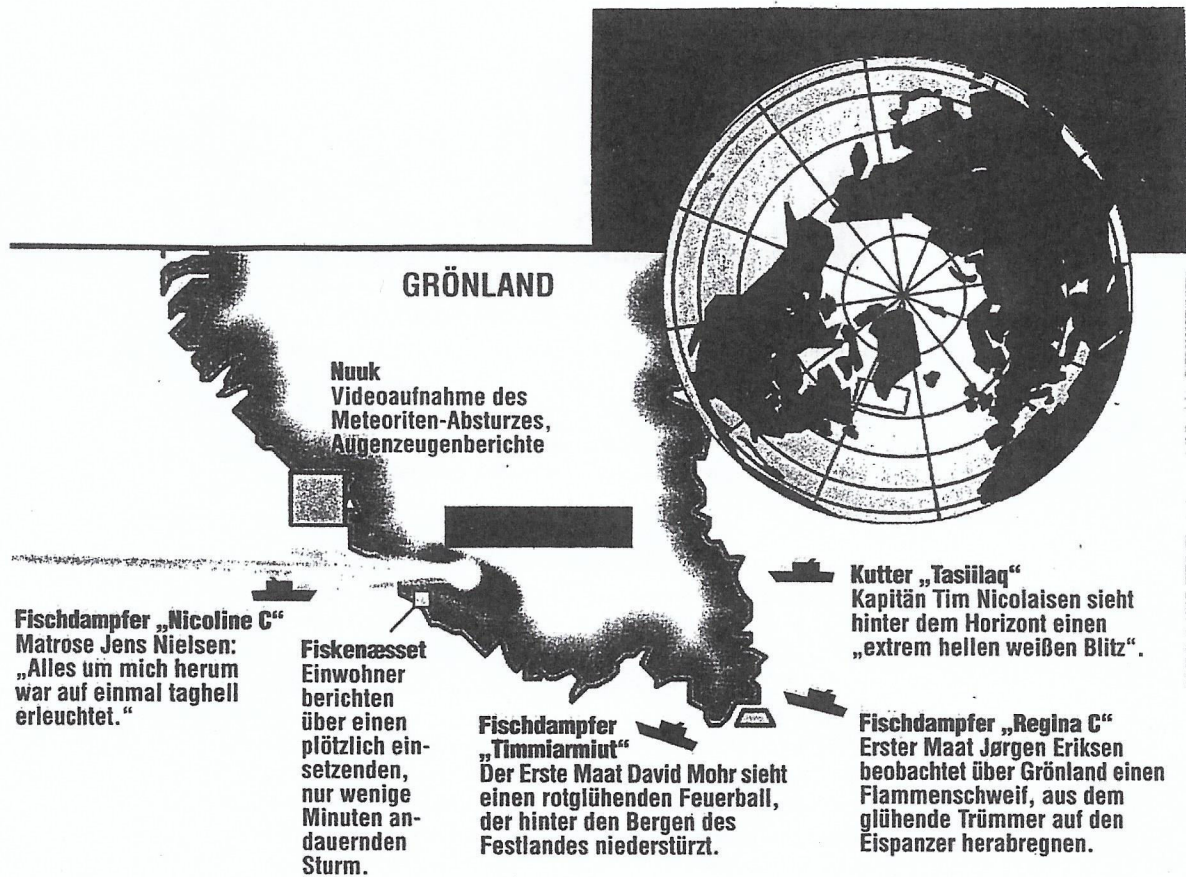 GRÖNLAND
Nuuk
Videoaufnahme des
Meteoriten-Absturzes,
Augenzeugenberichte
Fischdampfer „Nicoline C“
Matrose Jens Nielsen:
„Alles um mich herum
war auf einmal taghell
erleuchtet.“
Fiskenæsset
Einwohner
berichten
über einen
plötzlich ein-
setzenden,
nur wenige
Minuten an-
dauernden
Sturm.
Fischdampfer
„Timmiarmiut“
Der Erste Maat David Mohr sieht
einen rotglühenden Feuerball,
der hinter den Bergen des
Festlandes niederstürzt.
Kutter „Tasiilaq“
Kapitän Tim Nicolaisen sieht
hinter dem Horizont einen
„extrem hellen weißen Blitz“.
Fischdampfer „Regina C“
Erster Maat Jørgen Eriksen
beobachtet über Grönland einen
Flammenschweif, aus dem
glühende Trümmer auf den
Eispanzer herabregnen.